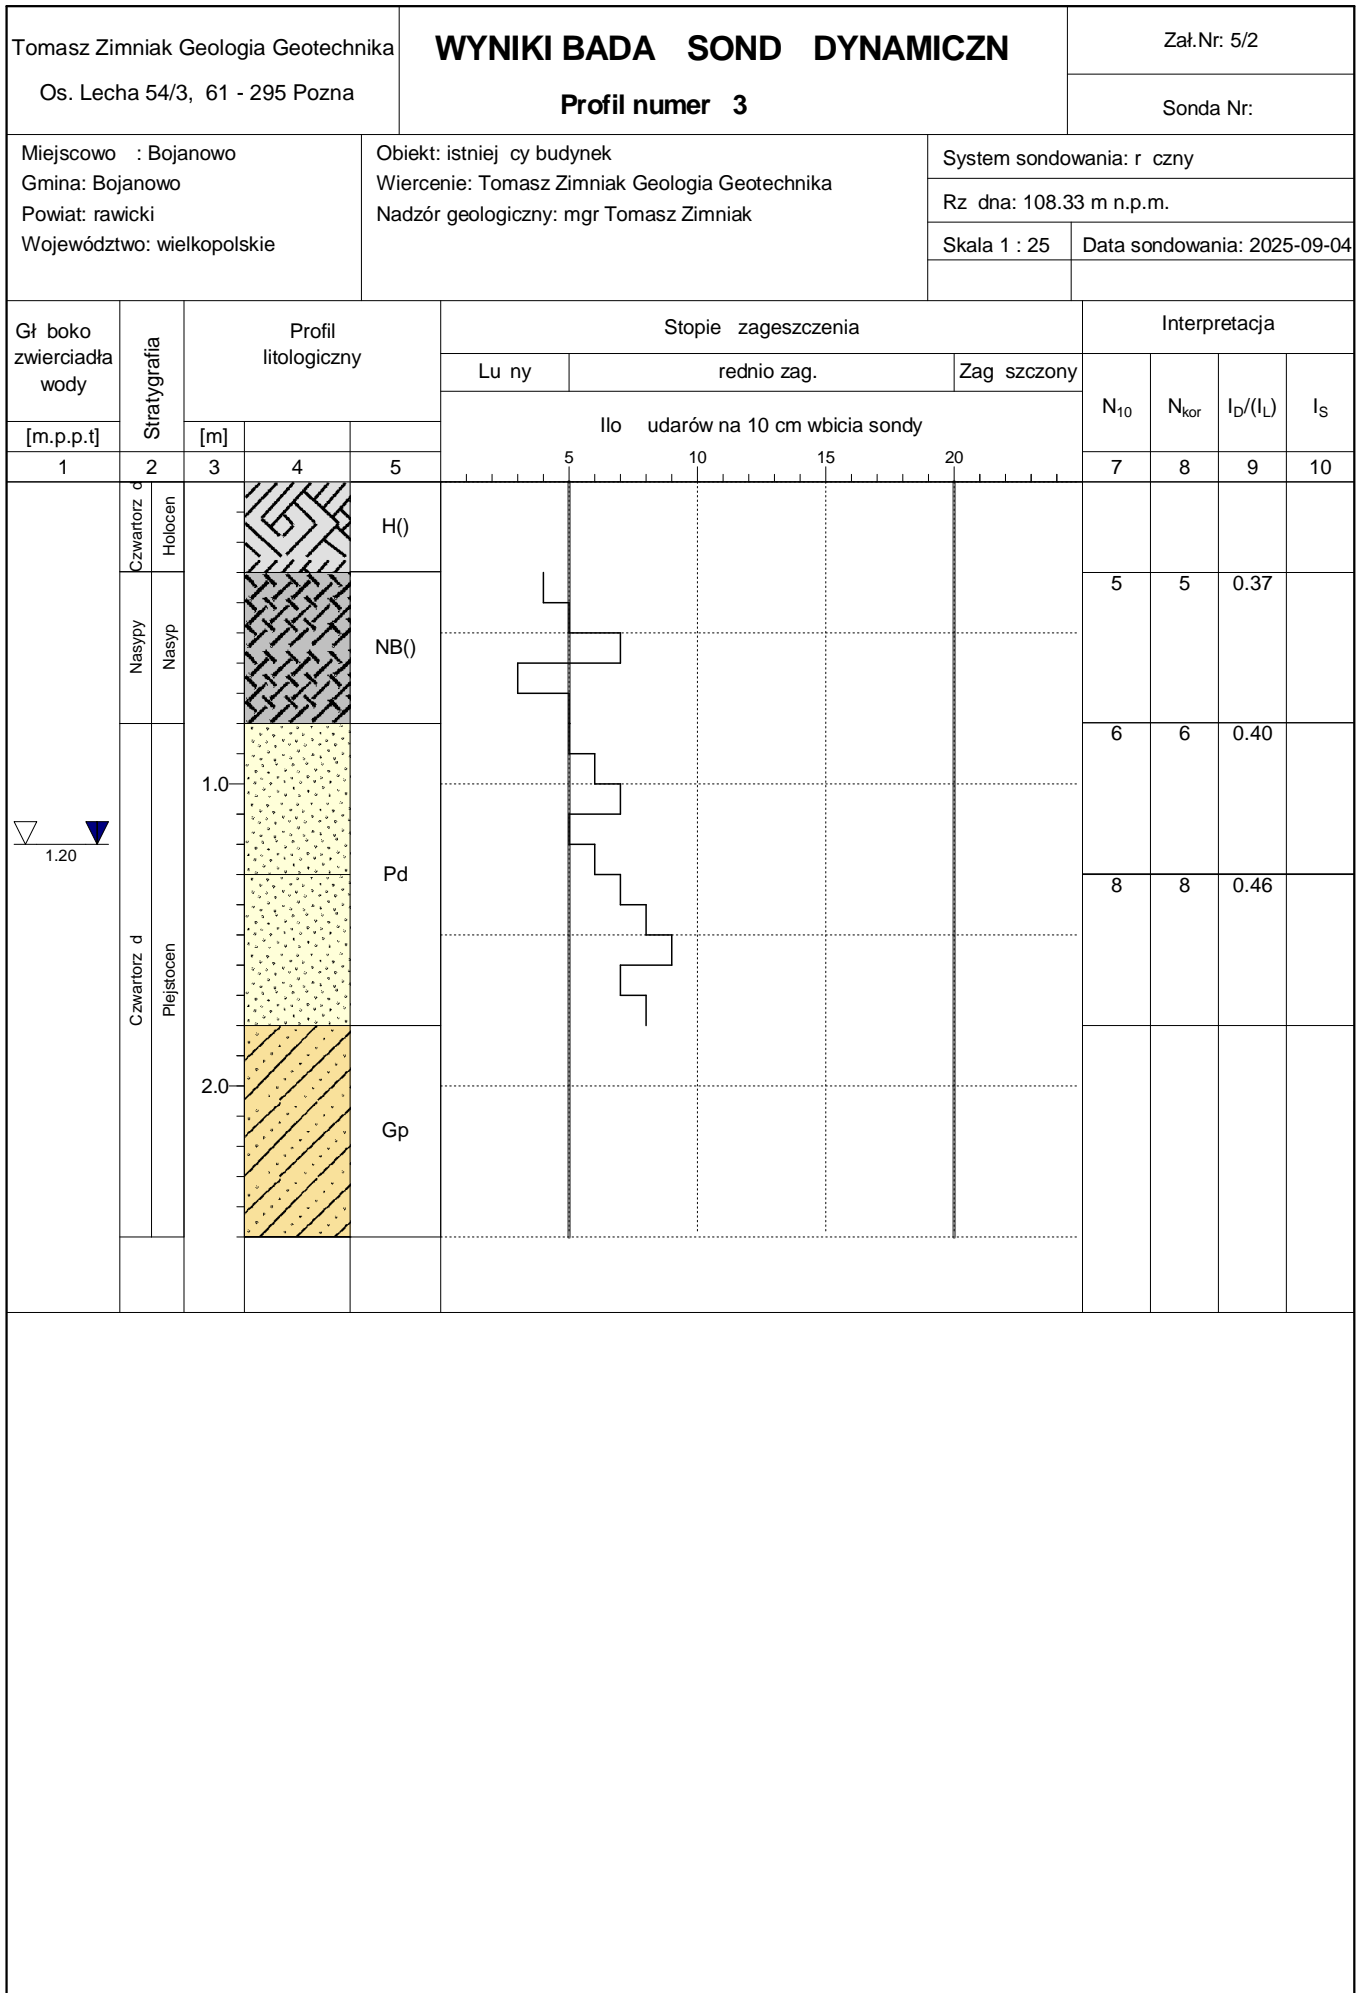 Tomasz Zimniak Geologia Geotechnika
Os. Lecha 54/3, 61 - 295 Pozna
WYNIKI BADA SOND DYNAMICZN
Profil numer 3
Zał.Nr: 5/2
Sonda Nr:
Miejscowo : Bojanowo
Gmina: Bojanowo
Powiat: rawicki
Województwo: wielkopolskie
Obiekt: istniej cy budynek
Wiercenie: Tomasz Zimniak Geologia Geotechnika
Nadzór geologiczny: mgr Tomasz Zimniak
System sondowania: r czny
Rz dna: 108.33 m n.p.m.
Skala 1 : 25
Data sondowania: 2025-09-04
Gł boko
zwierciadła
wody
[m.p.p.t]
Stratygrafia
Profil
litologiczny
[m]
Stopie zageszczenia
Lu ny
rednio zag.
Zag szczony
Ilo udarów na 10 cm wbicia sondy
5 10 15 20
Interpretacja
N10 Nkor ID/(IL) IS
1 2 3 4 5 7 8 9 10
Czwartorz d
Holocen
H()
Nasypy
Nasyp
NB()
5 5 0.37
6 6 0.40
1.0
1.20
Pd
8 8 0.46
Czwartorz d
Plejstocen
2.0
Gp